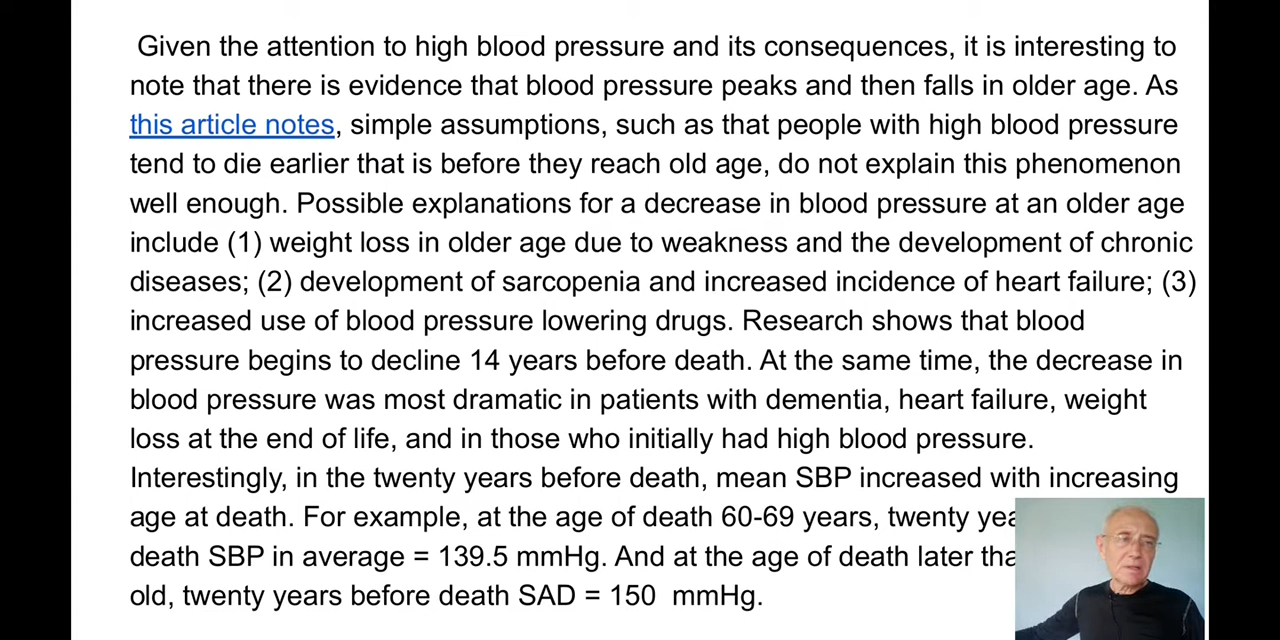 Given the attention to high blood pressure and its consequences, it is interesting to
note that there is evidence that blood pressure peaks and then falls in older age. As
this article notes, simple assumptions, such as that people with high blood pressure
tend to die earlier that is before they reach old age, do not explain this phenomenon
well enough. Possible explanations for a decrease in blood pressure at an older age
include (1) weight loss in older age due to weakness and the development of chronic
diseases; (2) development of sarcopenia and increased incidence of heart failure; (3)
increased use of blood pressure lowering drugs. Research shows that blood
pressure begins to decline 14 years before death. At the same time, the decrease in
blood pressure was most dramatic in patients with dementia, heart failure, weight
loss at the end of life, and in those who initially had high blood pressure.
Interestingly, in the twenty years before death, mean SBP increased with increasing
age at death. For example, at the age of death 60-69 years, twenty
death SBP in average = 139.5 mmHg. And at the age of death later
old, twenty years before death SAD = 150 mmHg.